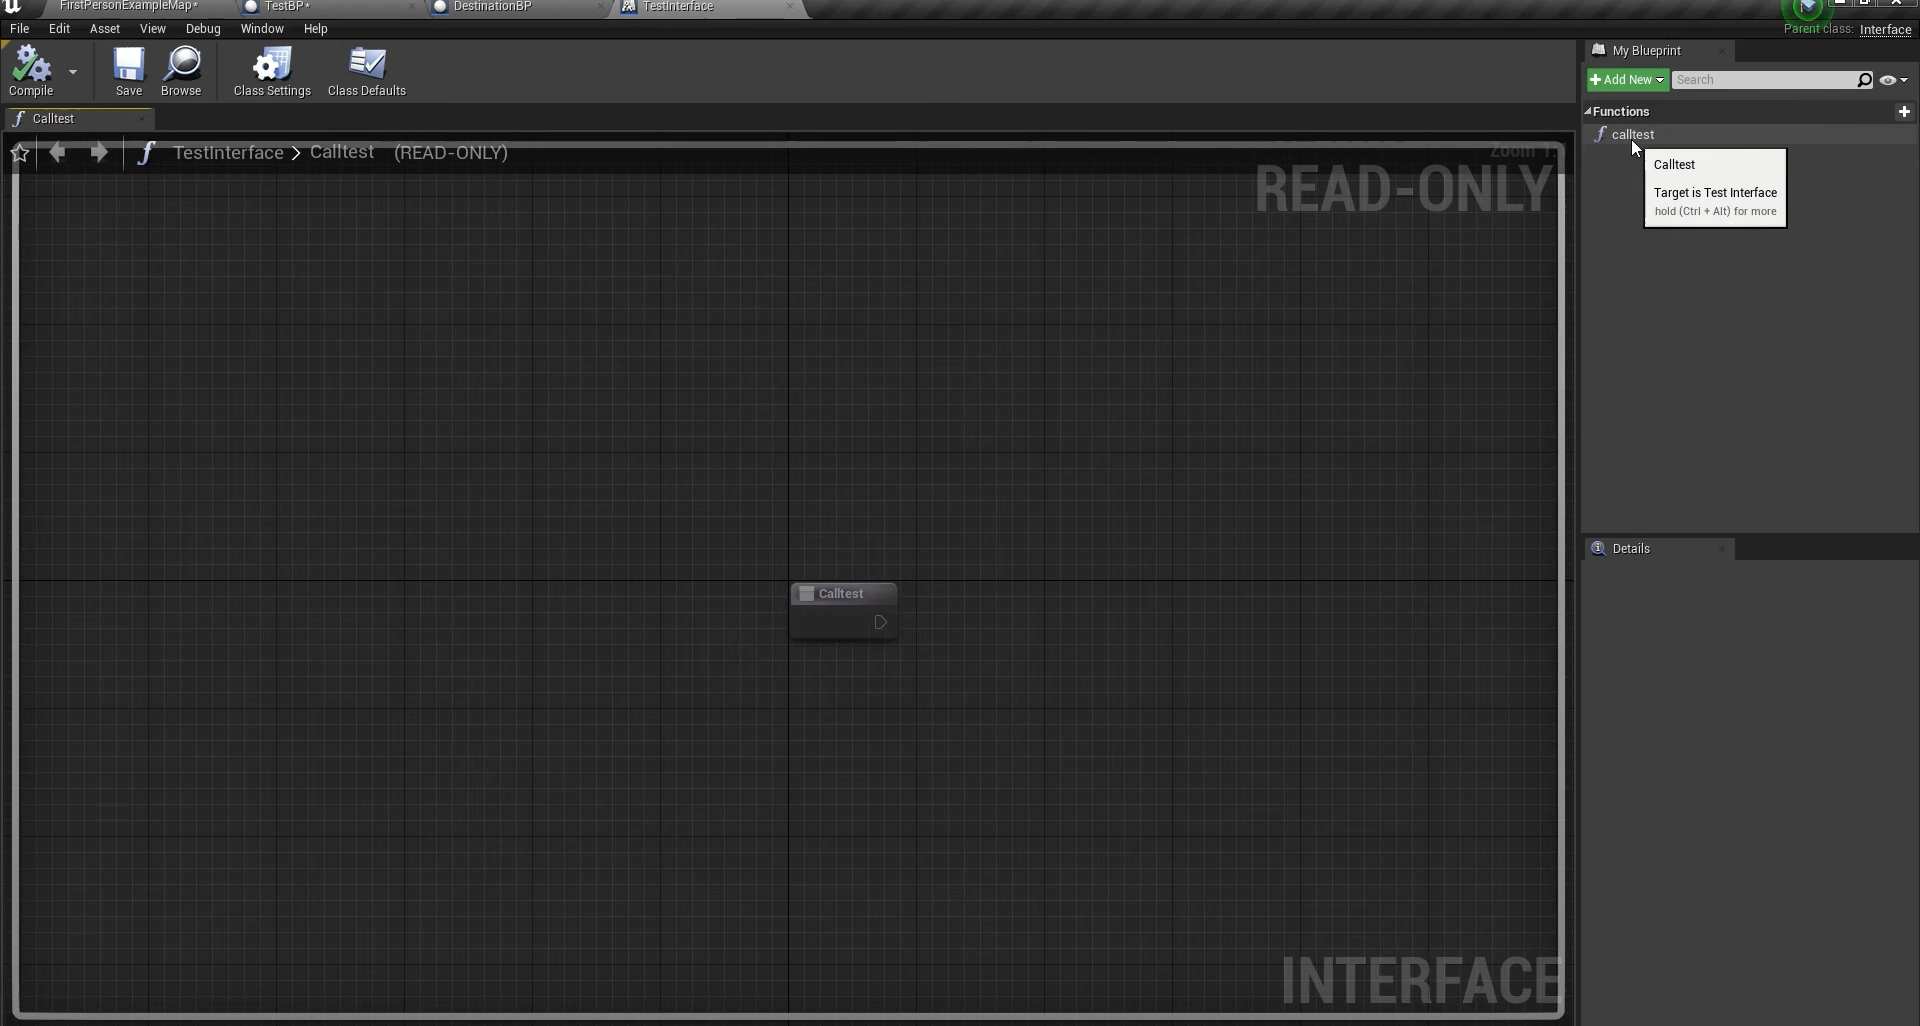 FirstPersonExampleMap*
TestBP*
DestinationBP
TestInterface
File Edit Asset View Debug Window Help
Parent class: Interface
Compile
Save
Browse
Class Settings
Class Defaults
My Blueprint
+ Add New
Search
Functions
calltest
Calltest
TestInterface > Calltest (READ-ONLY)
READ-ONLY
Calltest
Target is Test Interface
hold (Ctrl + Alt) for more
Details
Calltest
INTERFACE